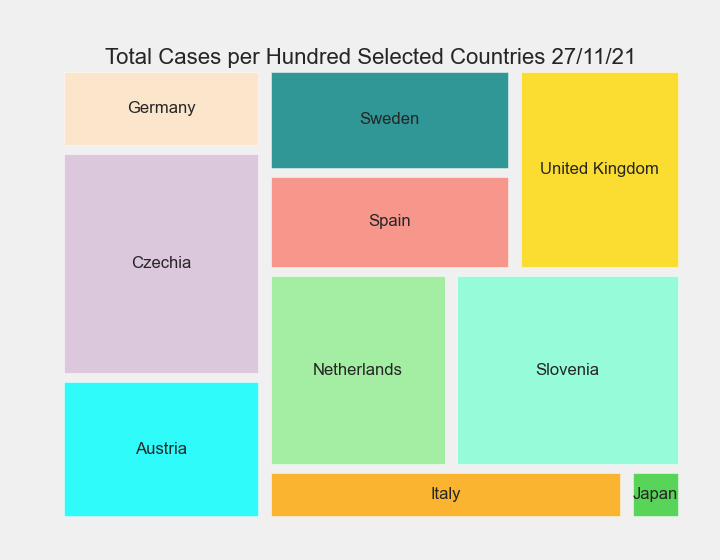 Total Cases per Hundred Selected Countries 27/11/21
Germany
Sweden
United Kingdom
Spain
Czechia
Netherlands
Slovenia
Austria
Italy
Japan